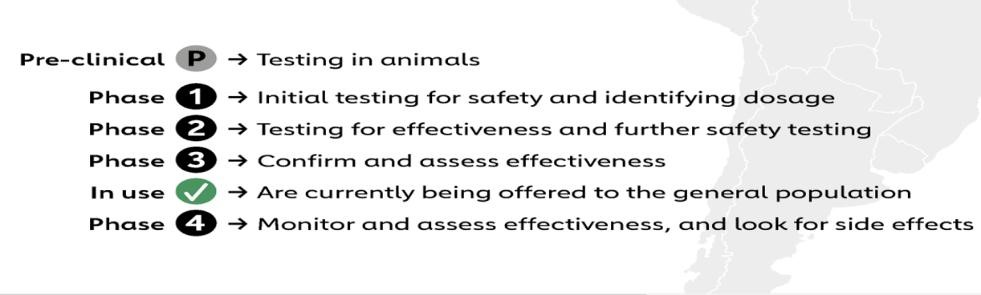 Pre-clinical P → Testing in animals
Phase 1 → Initial testing for safety and identifying dosage
Phase 2 → Testing for effectiveness and further safety testing
Phase 3 → Confirm and assess effectiveness
In use ✓ → Are currently being offered to the general population
Phase 4 → Monitor and assess effectiveness, and look for side effects